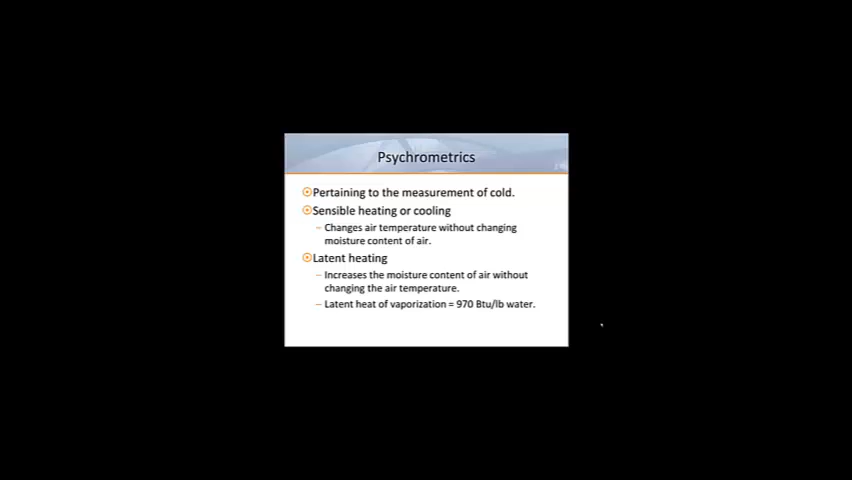 Psychrometrics
Pertaining to the measurement of cold.
Sensible heating or cooling
– Changes air temperature without changing
moisture content of air.
Latent heating
– Increases the moisture content of air without
changing the air temperature.
– Latent heat of vaporization = 970 Btu/lb water.